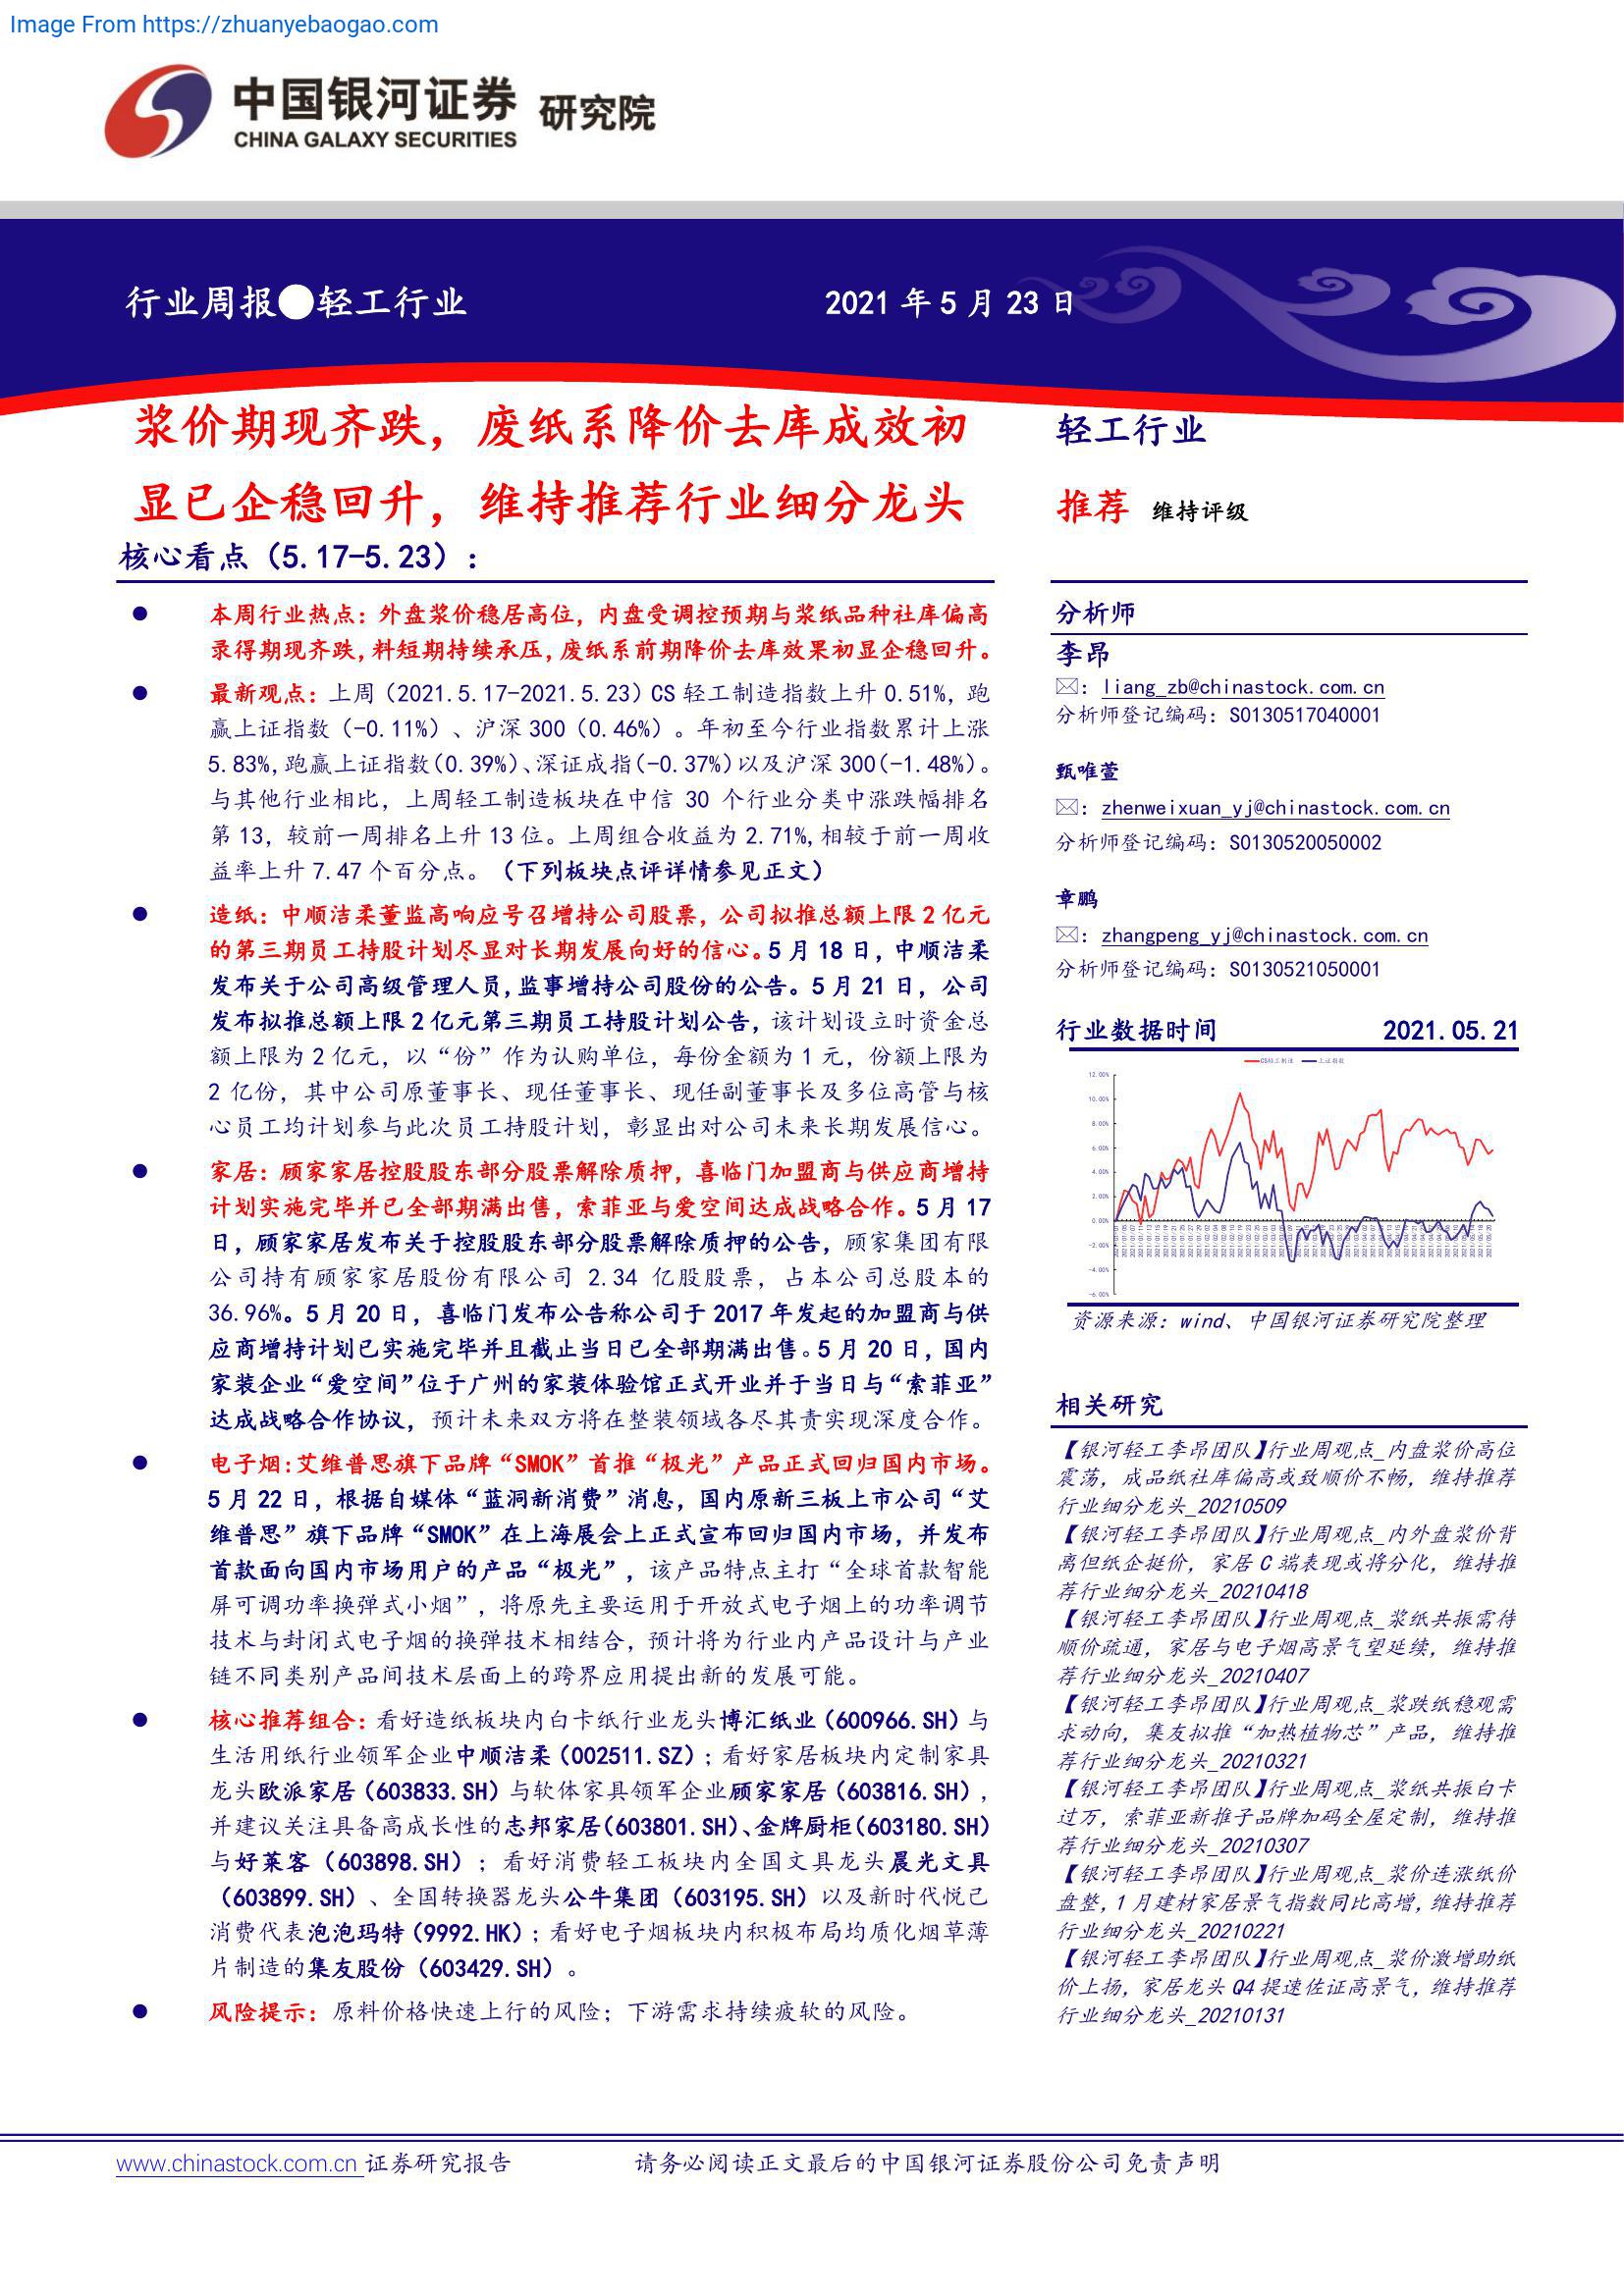 Image From https://zhuanyebaogao.com
中国银河证券 研究院
CHINA GALAXY SECURITIES
行业周报●轻工行业
2021 年 5 月 23 日
浆价期现齐跌，废纸系降价去库成效初
显已企稳回升，维持推荐行业细分龙头
核心看点（5.17-5.23）：
● 本周行业热点：外盘浆价稳居高位，内盘受调控预期与浆纸品种社库偏高
录得期现齐跌，料短期持续承压，废纸系前期降价去库效果初显企稳回升。
● 最新观点：上周（2021.5.17-2021.5.23）CS 轻工制造指数上升 0.51%，跑
赢上证指数（-0.11%）、沪深 300（0.46%）。年初至今行业指数累计上涨
5.83%，跑赢上证指数（0.39%）、深证成指（-0.37%）以及沪深 300（-1.48%）。
与其他行业相比，上周轻工制造板块在中信 30 个行业分类中涨跌幅排名
第 13，较前一周排名上升 13 位。上周组合收益为 2.71%，相较于前一周收
益率上升 7.47 个百分点。（下列板块点评详情参见正文）
● 造纸：中顺洁柔董监高响应号召增持公司股票，公司拟推总额上限 2 亿元
的第三期员工持股计划尽显对长期发展向好的信心。5 月 18 日，中顺洁柔
发布关于公司高级管理人员，监事增持公司股份的公告。5 月 21 日，公司
发布拟推总额上限 2 亿元第三期员工持股计划公告，该计划设立时资金总
额上限为 2 亿元，以“份”作为认购单位，每份金额为 1 元，份额上限为
2 亿份，其中公司原董事长、现任董事长、现任副董事长及多位高管与核
心员工均计划参与此次员工持股计划，彰显出对公司未来长期发展信心。
● 家居：顾家家居控股股东部分股票解除质押，喜临门加盟商与供应商增持
计划实施完毕并已全部期满出售，索菲亚与爱空间达成战略合作。5 月 17
日，顾家家居发布关于控股股东部分股票解除质押的公告，顾家集团有限
公司持有顾家家居股份有限公司 2.34 亿股股票，占本公司总股本的
36.96%。5 月 20 日，喜临门发布公告称公司于 2017 年发起的加盟商与供
应商增持计划已实施完毕并且截止当日已全部期满出售。5 月 20 日，国内
家装企业“爱空间”位于广州的家装体验馆正式开业并于当日与“索菲亚”
达成战略合作协议，预计未来双方将在整装领域各尽其责实现深度合作。
● 电子烟：艾维普思旗下品牌“SMOK”首推“极光”产品正式回归国内市场。
5 月 22 日，根据自媒体“蓝洞新消费”消息，国内原新三板上市公司“艾
维普思”旗下品牌“SMOK”在上海展会上正式宣布回归国内市场，并发布
首款面向国内市场用户的产品“极光”，该产品特点主打“全球首款智能
屏可调功率换弹式小烟”，将原先主要运用于开放式电子烟上的功率调节
技术与封闭式电子烟的换弹技术相结合，预计将为行业内产品设计与产业
链不同类别产品间技术层面上的跨界应用提出新的发展可能。
● 核心推荐组合：看好造纸板块内白卡纸行业龙头博汇纸业（600966.SH）与
生活用纸行业领军企业中顺洁柔（002511.SZ）；看好家居板块内定制家具
龙头欧派家居（603833.SH）与软体家具领军企业顾家家居（603816.SH），
并建议关注具备高成长性的志邦家居（603801.SH）、金牌厨柜（603180.SH）
与好莱客（603898.SH）；看好消费轻工板块内全国文具龙头晨光文具
（603899.SH）、全国转换器龙头公牛集团（603195.SH）以及新时代悦己
消费代表泡泡玛特（9992.HK）；看好电子烟板块内积极布局均质化烟草薄
片制造的集友股份（603429.SH）。
● 风险提示：原料价格快速上行的风险；下游需求持续疲软的风险。
轻工行业
推荐 维持评级
分析师
李昂
：liang_zb@chinastock.com.cn
分析师登记编码：S0130517040001
甄唯萱
：zhenweixuan_yj@chinastock.com.cn
分析师登记编码：S0130520050002
章鹏
：zhangpeng_yj@chinastock.com.cn
分析师登记编码：S0130521050001
行业数据时间 2021.05.21
CS轻工制造 上证指数
12.00%
10.00%
8.00%
6.00%
4.00%
2.00%
0.00%
-2.00%
-4.00%
-6.00%
资源来源：wind、中国银河证券研究院整理
相关研究
【银河轻工李昂团队】行业周观点_内盘浆价高位
震荡，成品纸社库偏高或致顺价不畅，维持推荐
行业细分龙头_20210509
【银河轻工李昂团队】行业周观点_内外盘浆价背
离但纸企挺价，家居 C 端表现或将分化，维持推
荐行业细分龙头_20210418
【银河轻工李昂团队】行业周观点_浆纸共振需待
顺价疏通，家居与电子烟高景气望延续，维持推
荐行业细分龙头_20210407
【银河轻工李昂团队】行业周观点_浆跌纸稳观需
求动向，集友拟推“加热植物芯”产品，维持推
荐行业细分龙头_20210321
【银河轻工李昂团队】行业周观点_浆纸共振白卡
过万，索菲亚新推子品牌加码全屋定制，维持推
荐行业细分龙头_20210307
【银河轻工李昂团队】行业周观点_浆价连涨纸价
盘整，1 月建材家居景气指数同比高增，维持推荐
行业细分龙头_20210221
【银河轻工李昂团队】行业周观点_浆价激增助纸
价上扬，家居龙头 Q4 提速佐证高景气，维持推荐
行业细分龙头_20210131
www.chinastock.com.cn 证券研究报告
请务必阅读正文最后的中国银河证券股份公司免责声明